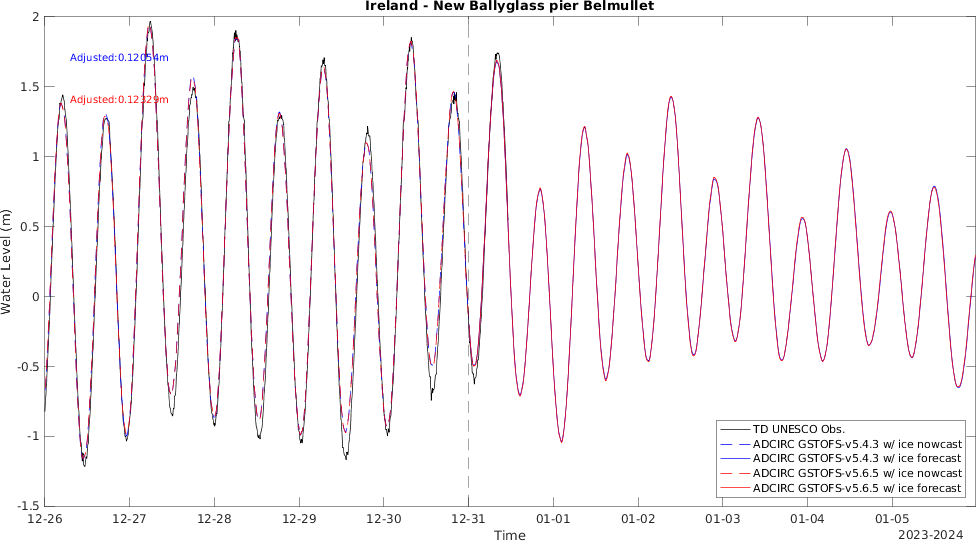 Ireland - New Ballyglass pier Belmullet
2
1.5
1
0.5
0
-0.5
-1
-1.5
Water Level (m)
Adjusted:0.12054m
Adjusted:0.12329m
TD UNESCO Obs.
ADCIRC GSTOFS-v5.4.3 w/ ice nowcast
ADCIRC GSTOFS-v5.4.3 w/ ice forecast
ADCIRC GSTOFS-v5.6.5 w/ ice nowcast
ADCIRC GSTOFS-v5.6.5 w/ ice forecast
12-26 12-27 12-28 12-29 12-30 12-31 01-01 01-02 01-03 01-04 01-05
Time
2023-2024